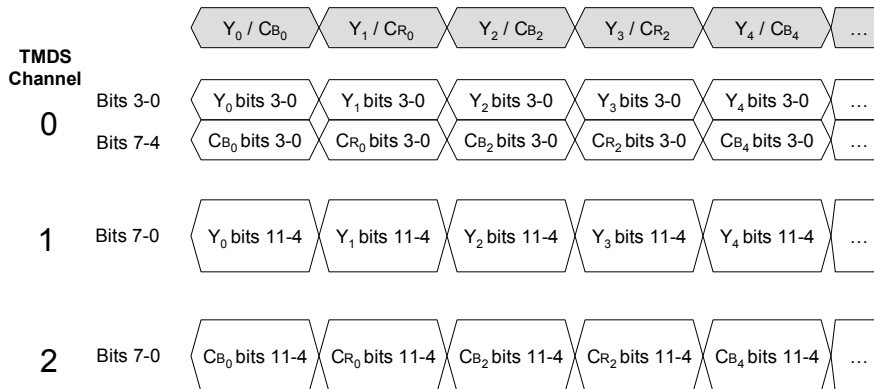 Y₀ / CB₀ Y₁ / CR₀ Y₂ / CB₂ Y₃ / CR₂ Y₄ / CB₄ ...
TMDS
Channel
0
Bits 3-0 Y₀ bits 3-0 Y₁ bits 3-0 Y₂ bits 3-0 Y₃ bits 3-0 Y₄ bits 3-0 ...
Bits 7-4 CB₀ bits 3-0 CR₀ bits 3-0 CB₂ bits 3-0 CR₂ bits 3-0 CB₄ bits 3-0 ...
1 Bits 7-0 Y₀ bits 11-4 Y₁ bits 11-4 Y₂ bits 11-4 Y₃ bits 11-4 Y₄ bits 11-4 ...
2 Bits 7-0 CB₀ bits 11-4 CR₀ bits 11-4 CB₂ bits 11-4 CR₂ bits 11-4 CB₄ bits 11-4 ...